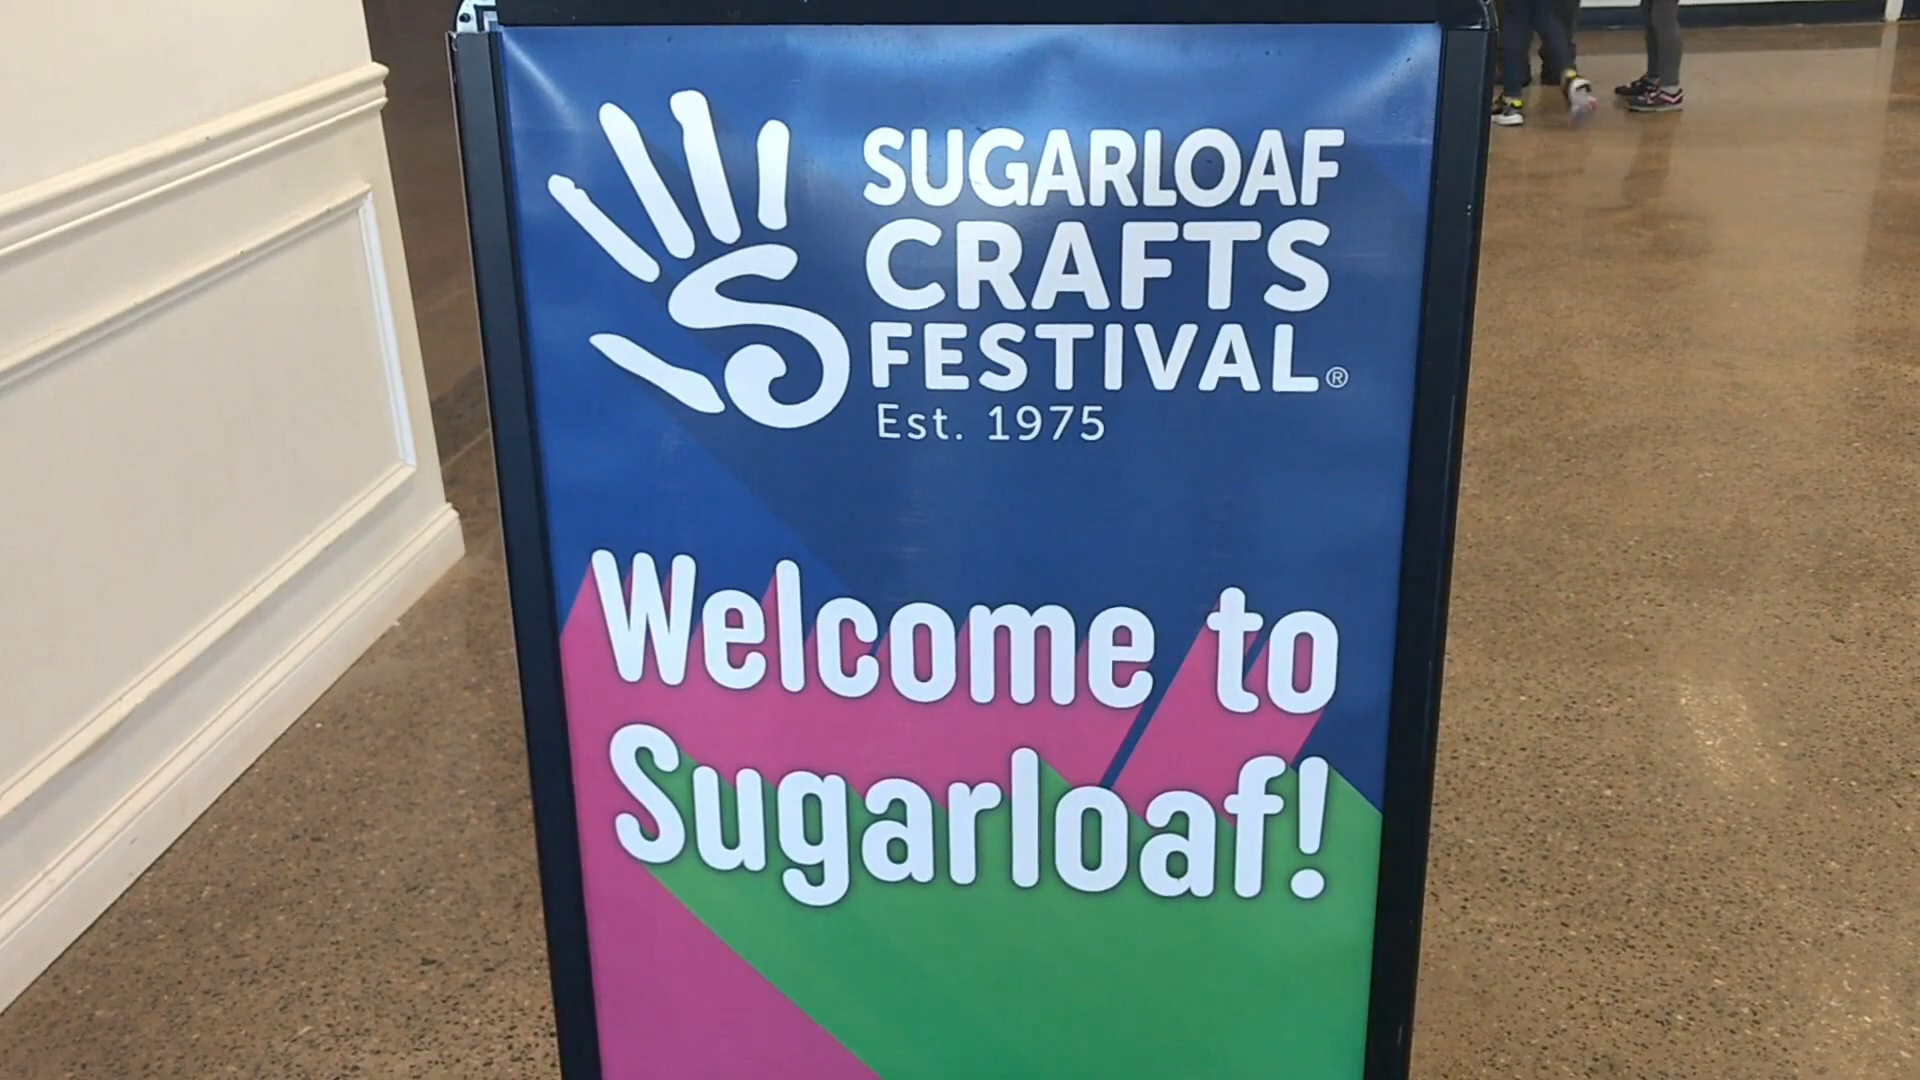 SUGARLOAF
CRAFTS
FESTIVAL®
Est. 1975
Welcome to
Sugarloaf!